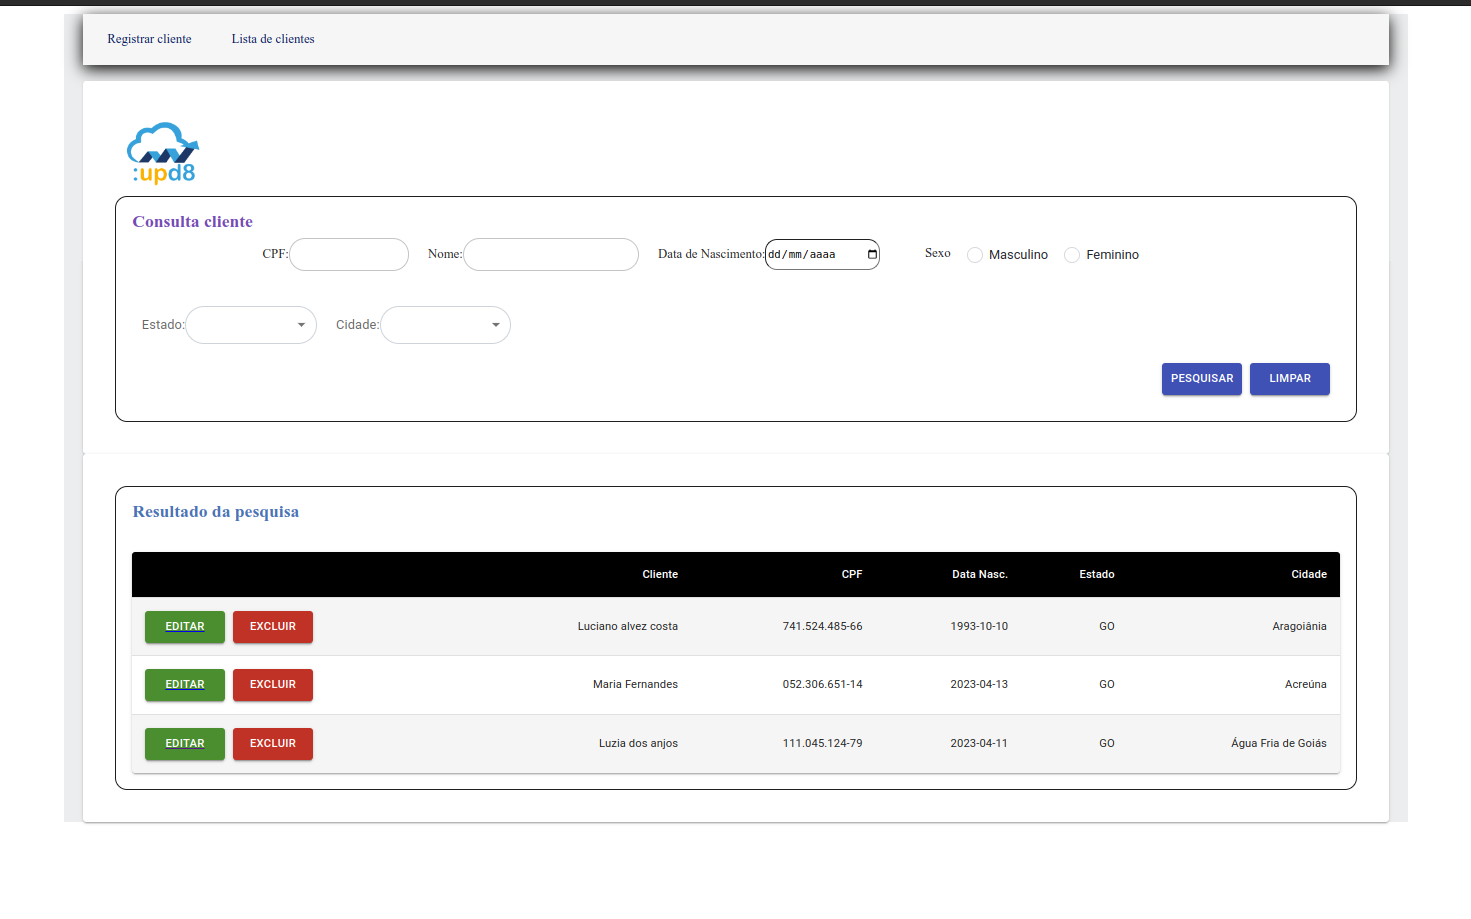 Registrar cliente Lista de clientes
:upd8
Consulta cliente
CPF: Nome: Data de Nascimento: dd/mm/aaaa Sexo Masculino Feminino
Estado: Cidade:
PESQUISAR LIMPAR
Resultado da pesquisa
Cliente CPF Data Nasc. Estado Cidade
EDITAR EXCLUIR Luciano alvez costa 741.524.485-66 1993-10-10 GO Aragoiânia
EDITAR EXCLUIR Maria Fernandes 052.306.651-14 2023-04-13 GO Acreúna
EDITAR EXCLUIR Luzia dos anjos 111.045.124-79 2023-04-11 GO Água Fria de Goiás